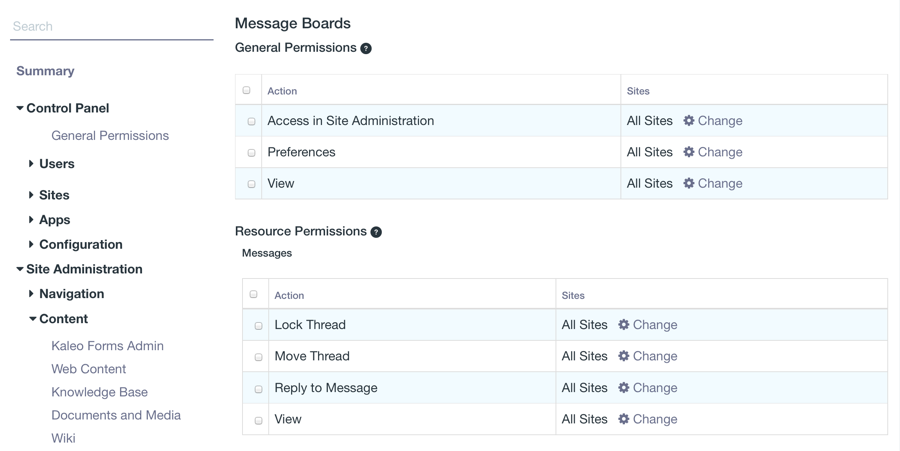 Search
Summary
Control Panel
General Permissions
Users
Sites
Apps
Configuration
Site Administration
Navigation
Content
Kaleo Forms Admin
Web Content
Knowledge Base
Documents and Media
Wiki
Message Boards
General Permissions ?
Action Sites
Access in Site Administration All Sites Change
Preferences All Sites Change
View All Sites Change
Resource Permissions ?
Messages
Action Sites
Lock Thread All Sites Change
Move Thread All Sites Change
Reply to Message All Sites Change
View All Sites Change